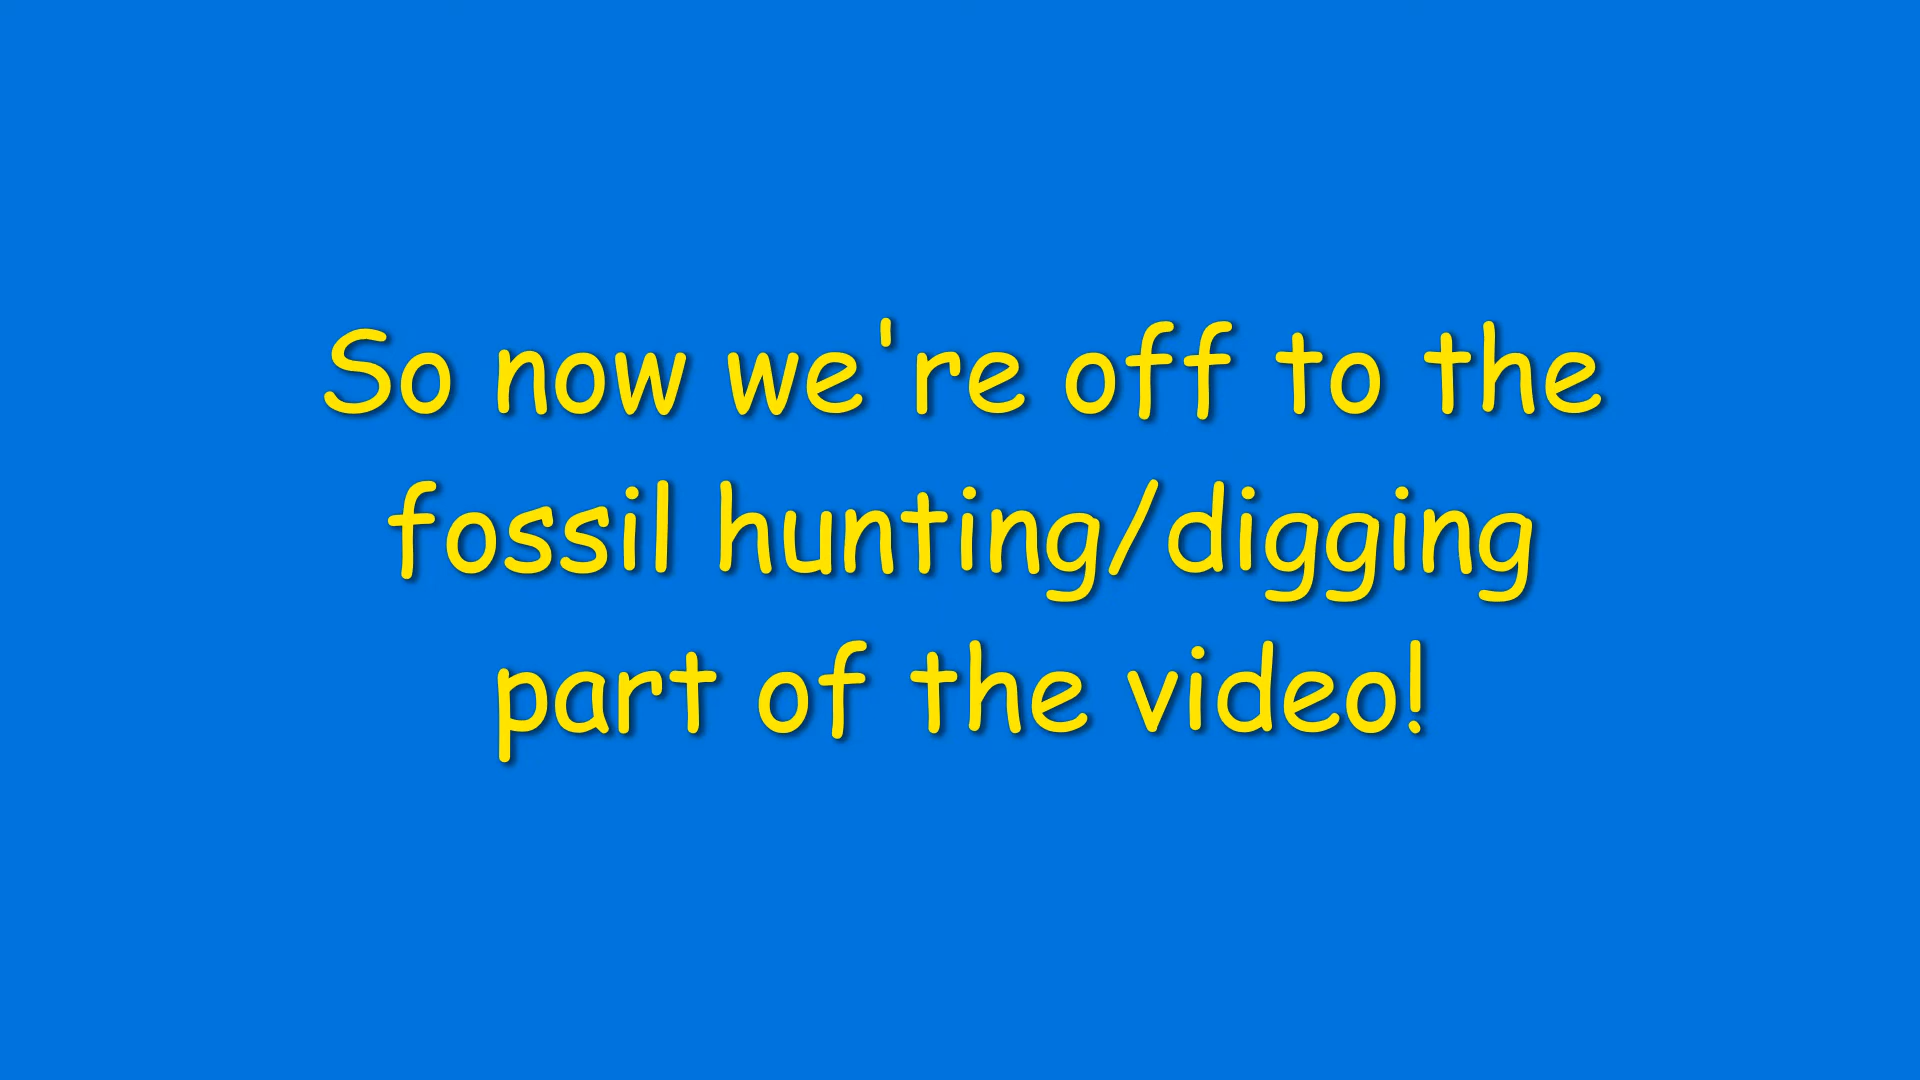 So now we're off to the
fossil hunting/digging
part of the video!